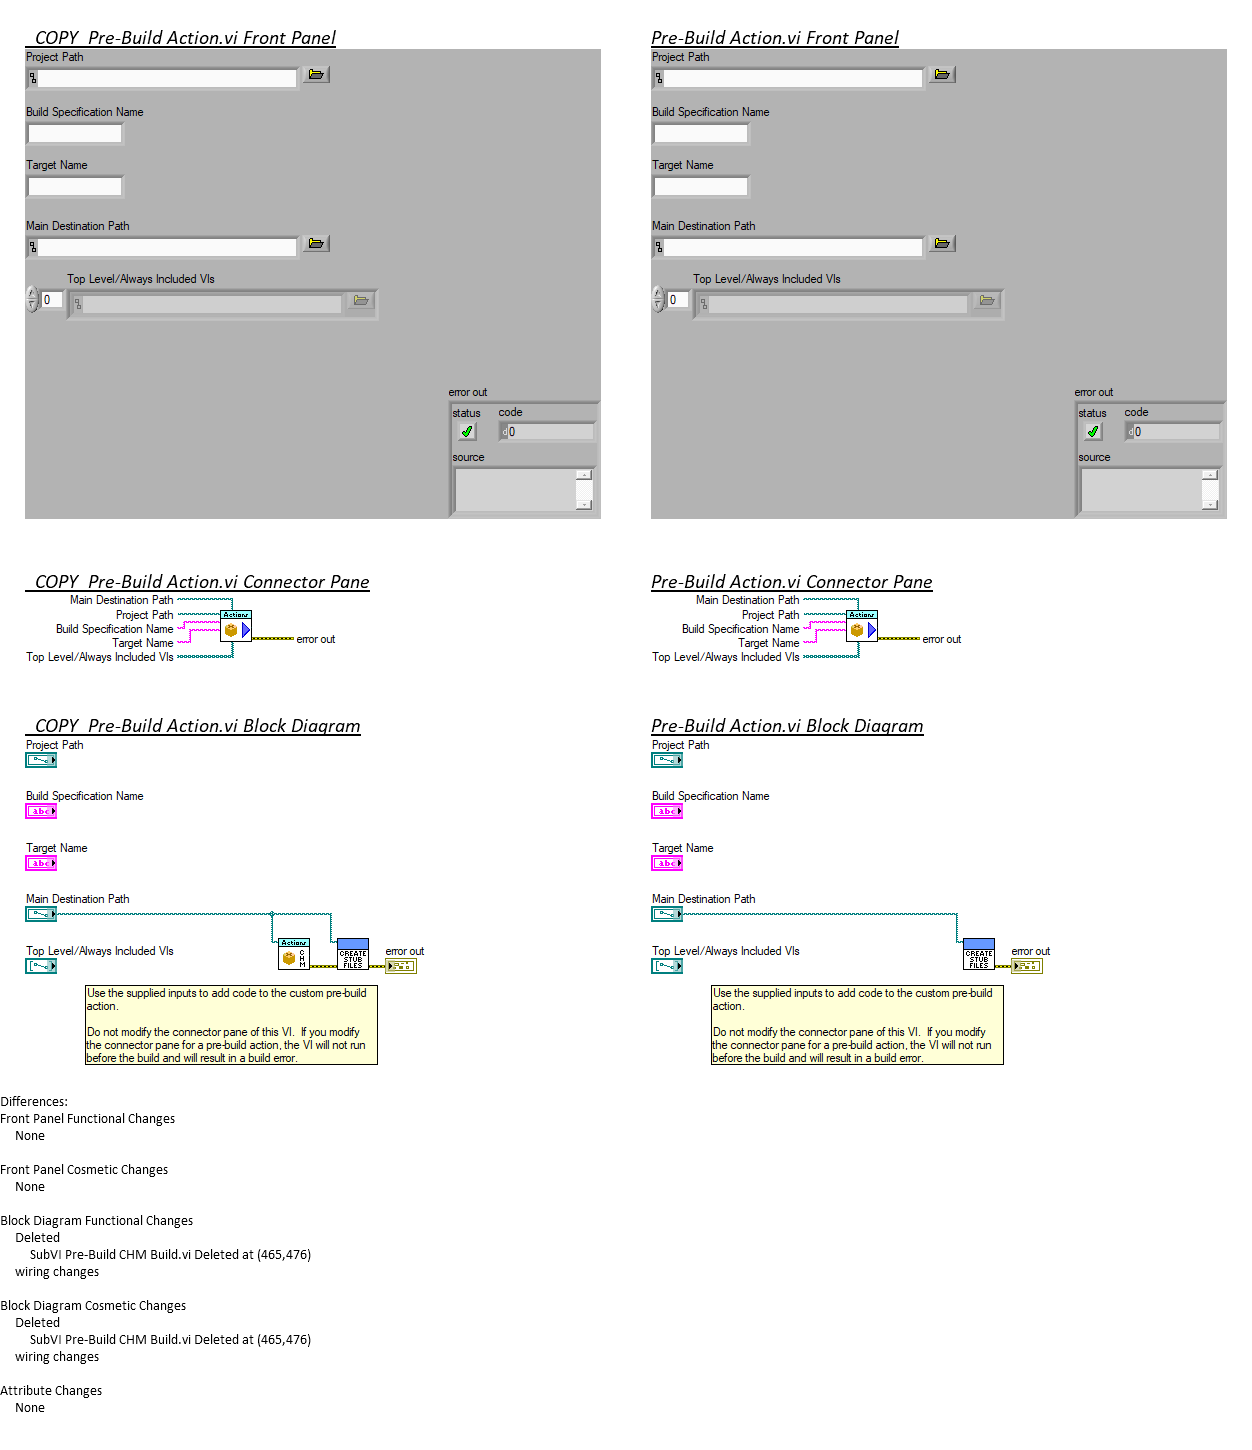 _COPY_Pre-Build Action.vi Front Panel
Project Path
Build Specification Name
Target Name
Main Destination Path
Top Level/Always Included VIs
0
error out
status code
d0
source
Pre-Build Action.vi Front Panel
Project Path
Build Specification Name
Target Name
Main Destination Path
Top Level/Always Included VIs
0
error out
status code
d0
source
_COPY_Pre-Build Action.vi Connector Pane
Main Destination Path
Project Path
Build Specification Name
Target Name
Top Level/Always Included VIs
Actions
error out
Pre-Build Action.vi Connector Pane
Main Destination Path
Project Path
Build Specification Name
Target Name
Top Level/Always Included VIs
Actions
error out
_COPY_Pre-Build Action.vi Block Diagram
Project Path
Build Specification Name
abc
Target Name
abc
Main Destination Path
Top Level/Always Included VIs
Actions
CHM
CREATE
STUB
FILES
error out
Use the supplied inputs to add code to the custom pre-build
action.
Do not modify the connector pane of this VI.  If you modify
the connector pane for a pre-build action, the VI will not run
before the build and will result in a build error.
Pre-Build Action.vi Block Diagram
Project Path
Build Specification Name
abc
Target Name
abc
Main Destination Path
Top Level/Always Included VIs
CREATE
STUB
FILES
error out
Use the supplied inputs to add code to the custom pre-build
action.
Do not modify the connector pane of this VI.  If you modify
the connector pane for a pre-build action, the VI will not run
before the build and will result in a build error.
Differences:
Front Panel Functional Changes
None
Front Panel Cosmetic Changes
None
Block Diagram Functional Changes
Deleted
SubVI Pre-Build CHM Build.vi Deleted at (465,476)
wiring changes
Block Diagram Cosmetic Changes
Deleted
SubVI Pre-Build CHM Build.vi Deleted at (465,476)
wiring changes
Attribute Changes
None